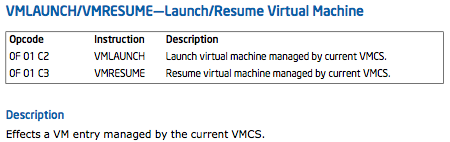 VMLAUNCH/VMRESUME—Launch/Resume Virtual Machine
Opcode Instruction Description
0F 01 C2 VMLAUNCH Launch virtual machine managed by current VMCS.
0F 01 C3 VMRESUME Resume virtual machine managed by current VMCS.
Description
Effects a VM entry managed by the current VMCS.